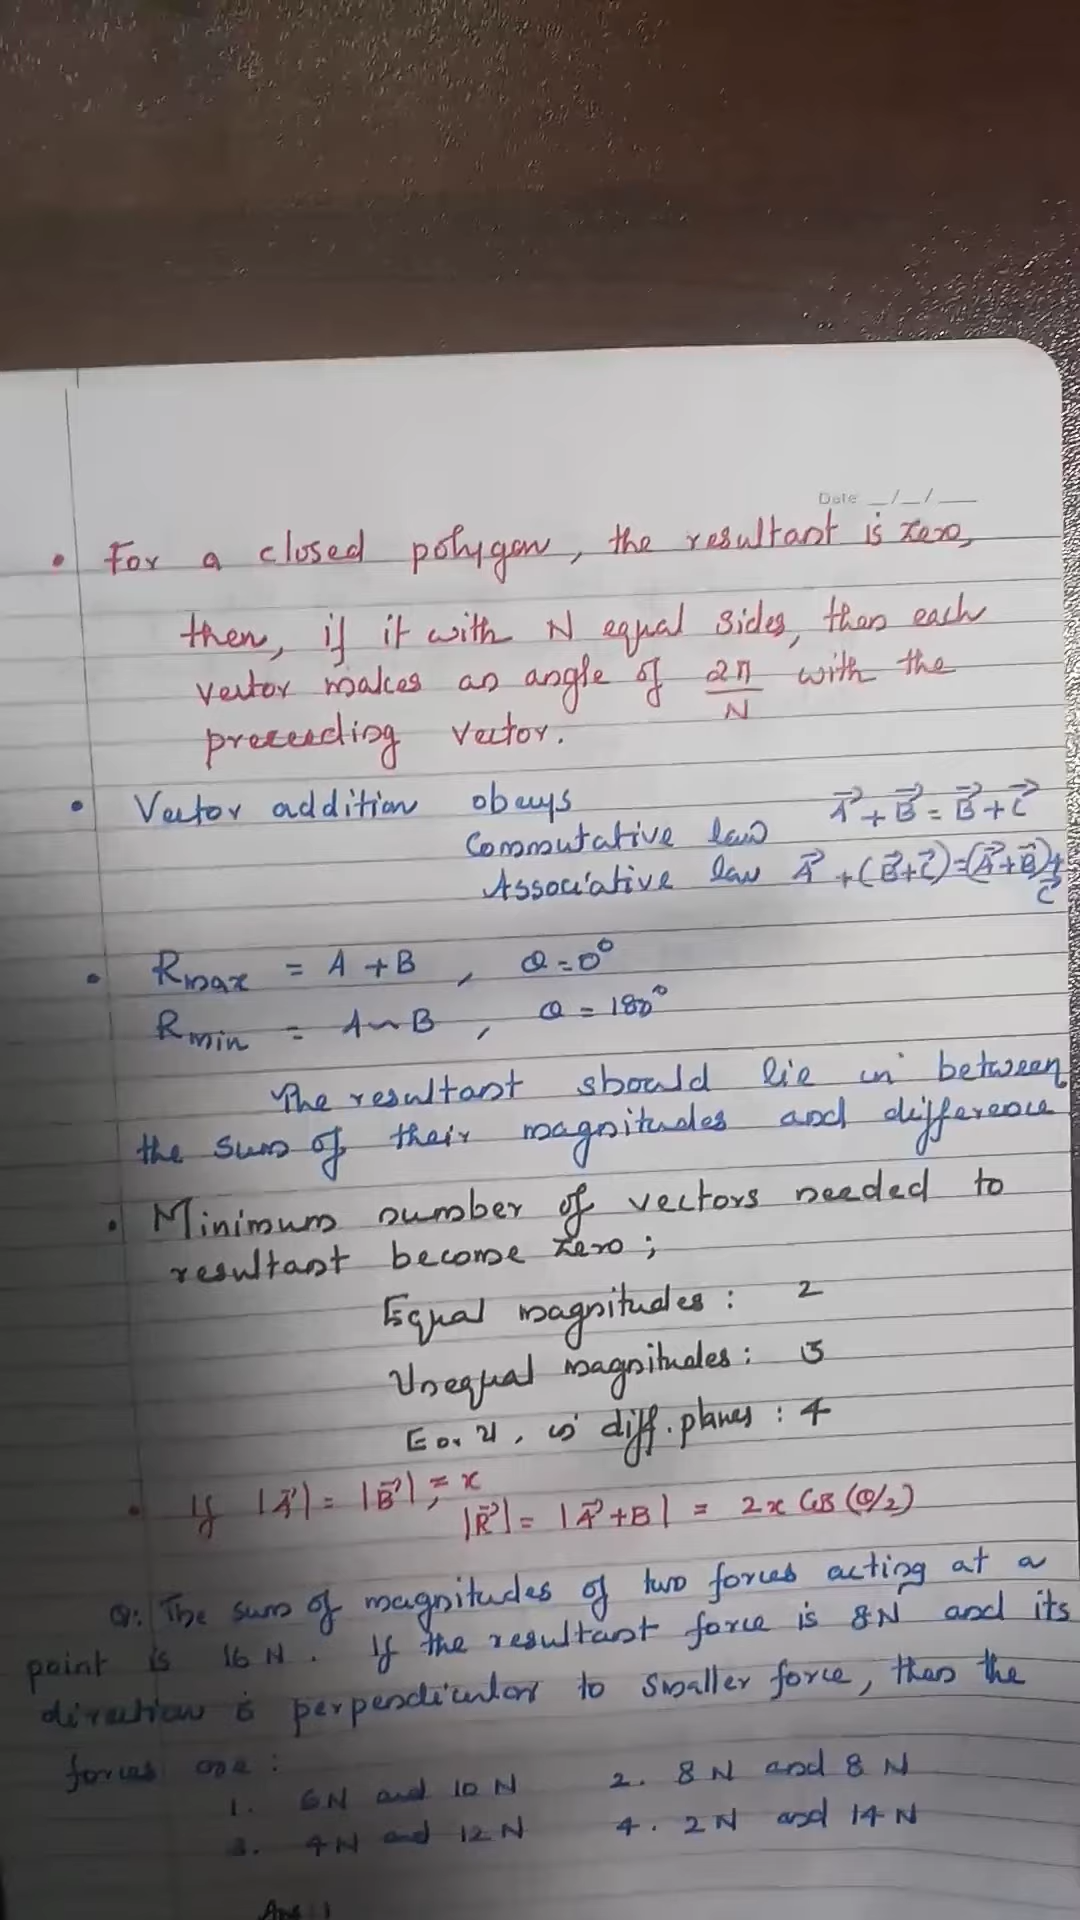 Date _/_/__
• For a closed polygon, the resultant is zero,
then, if it with N equal sides, then each
vector makes an angle of 2π/N with the
preceeding vector.
• Vector addition obeys
Commutative law A⃗ + B⃗ = B⃗ + C⃗
Associative law A⃗ + (B⃗+C⃗) = (A⃗+B⃗) + C⃗
• Rmax = A + B , θ = 0°
Rmin = A ~ B , θ = 180°
The resultant should lie in between
the sum of their magnitudes and difference
• Minimum number of vectors needed to
resultant become zero ;
Equal magnitudes : 2
Unequal magnitudes : 3
E or U , in diff. planes : 4
• If |A⃗| = |B⃗| = x
|R⃗| = |A⃗ + B| = 2x Cos (θ/2)
Q: The sum of magnitudes of two forces acting at a
point is 16 N . If the resultant force is 8N and its
direction is perpendicular to smaller force, then the
forces are :
1. 6N and 10 N 2. 8 N and 8 N
3. 4N and 12 N 4. 2 N and 14 N
Ans: 1